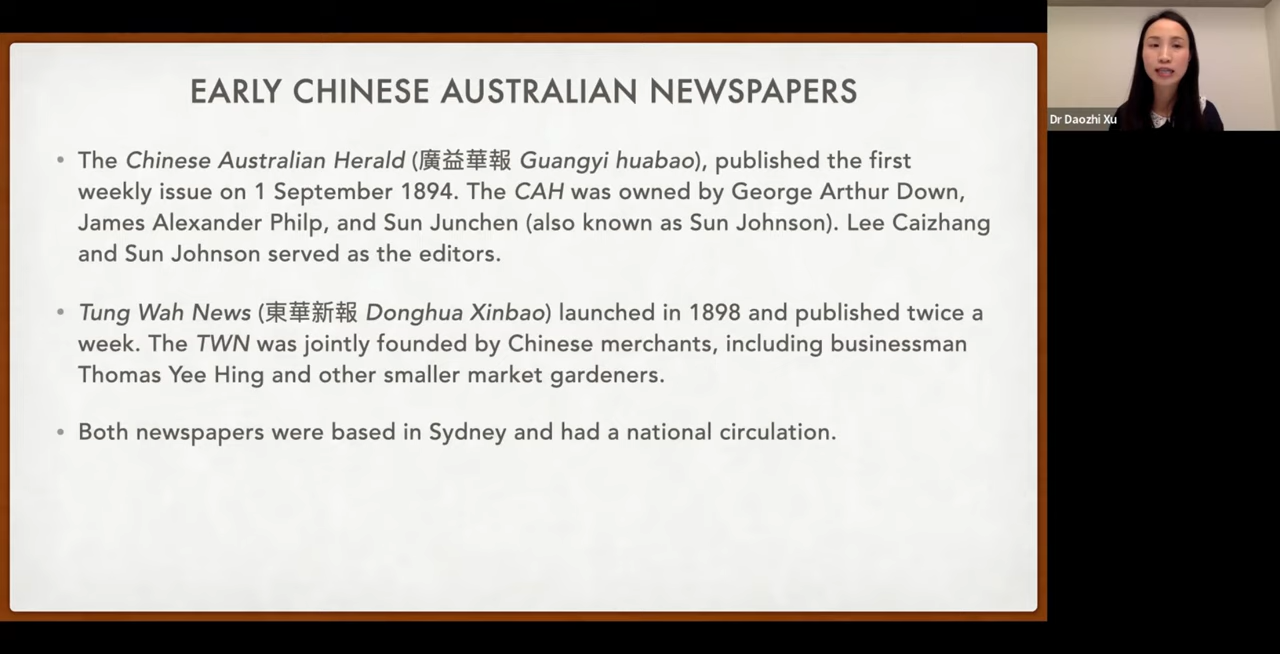 EARLY CHINESE AUSTRALIAN NEWSPAPERS
• The Chinese Australian Herald (廣益華報 Guangyi huabao), published the first
weekly issue on 1 September 1894. The CAH was owned by George Arthur Down,
James Alexander Philp, and Sun Junchen (also known as Sun Johnson). Lee Caizhang
and Sun Johnson served as the editors.
• Tung Wah News (東華新報 Donghua Xinbao) launched in 1898 and published twice a
week. The TWN was jointly founded by Chinese merchants, including businessman
Thomas Yee Hing and other smaller market gardeners.
• Both newspapers were based in Sydney and had a national circulation.
Dr Daozhi Xu